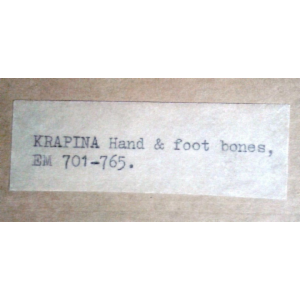 KRAPINA Hand & foot bones,
EM 701-765.